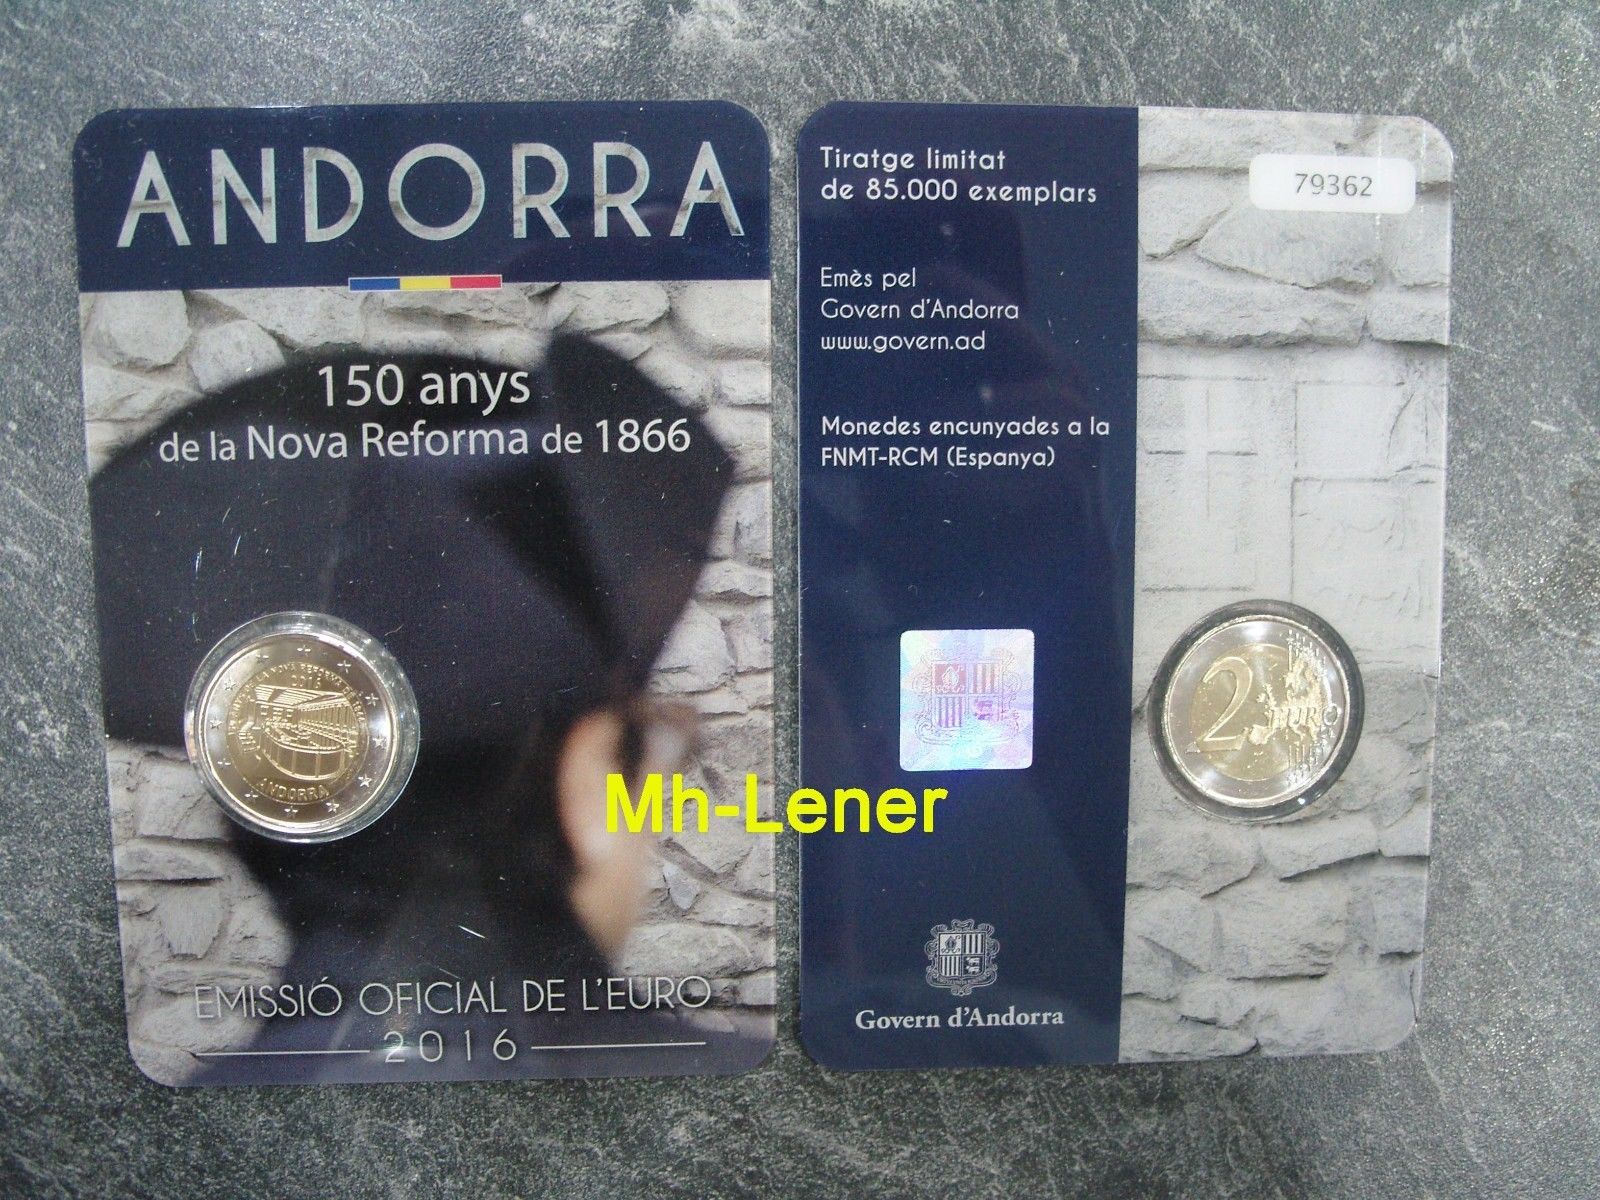 ANDORRA
150 anys
de la Nova Reforma de 1866
2016
ANDORRA
EMISSIÓ OFICIAL DE L'EURO
2016
Tiratge limitat
de 85.000 exemplars
79362
Emès pel
Govern d'Andorra
www.govern.ad
Monedes encunyades a la
FNMT-RCM (Espanya)
2 EURO
Govern d'Andorra
Mh-Lener